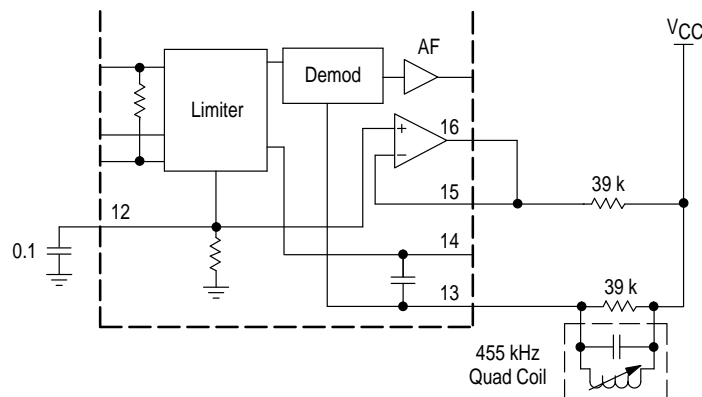 VCC
AF
Demod
Limiter
+
16
−
15
39 k
12
14
0.1
13
39 k
455 kHz
Quad Coil